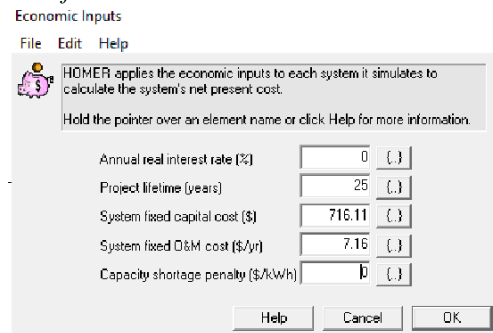 Economic Inputs
File Edit Help
HOMER applies the economic inputs to each system it simulates to
calculate the system's net present cost.
Hold the pointer over an element name or click Help for more information.
Annual real interest rate (%) 0 {..}
Project lifetime (years) 25 {..}
System fixed capital cost ($) 716.11 {..}
System fixed O&M cost ($/yr) 7.16 {..}
Capacity shortage penalty ($/kWh) 0 {..}
Help Cancel OK